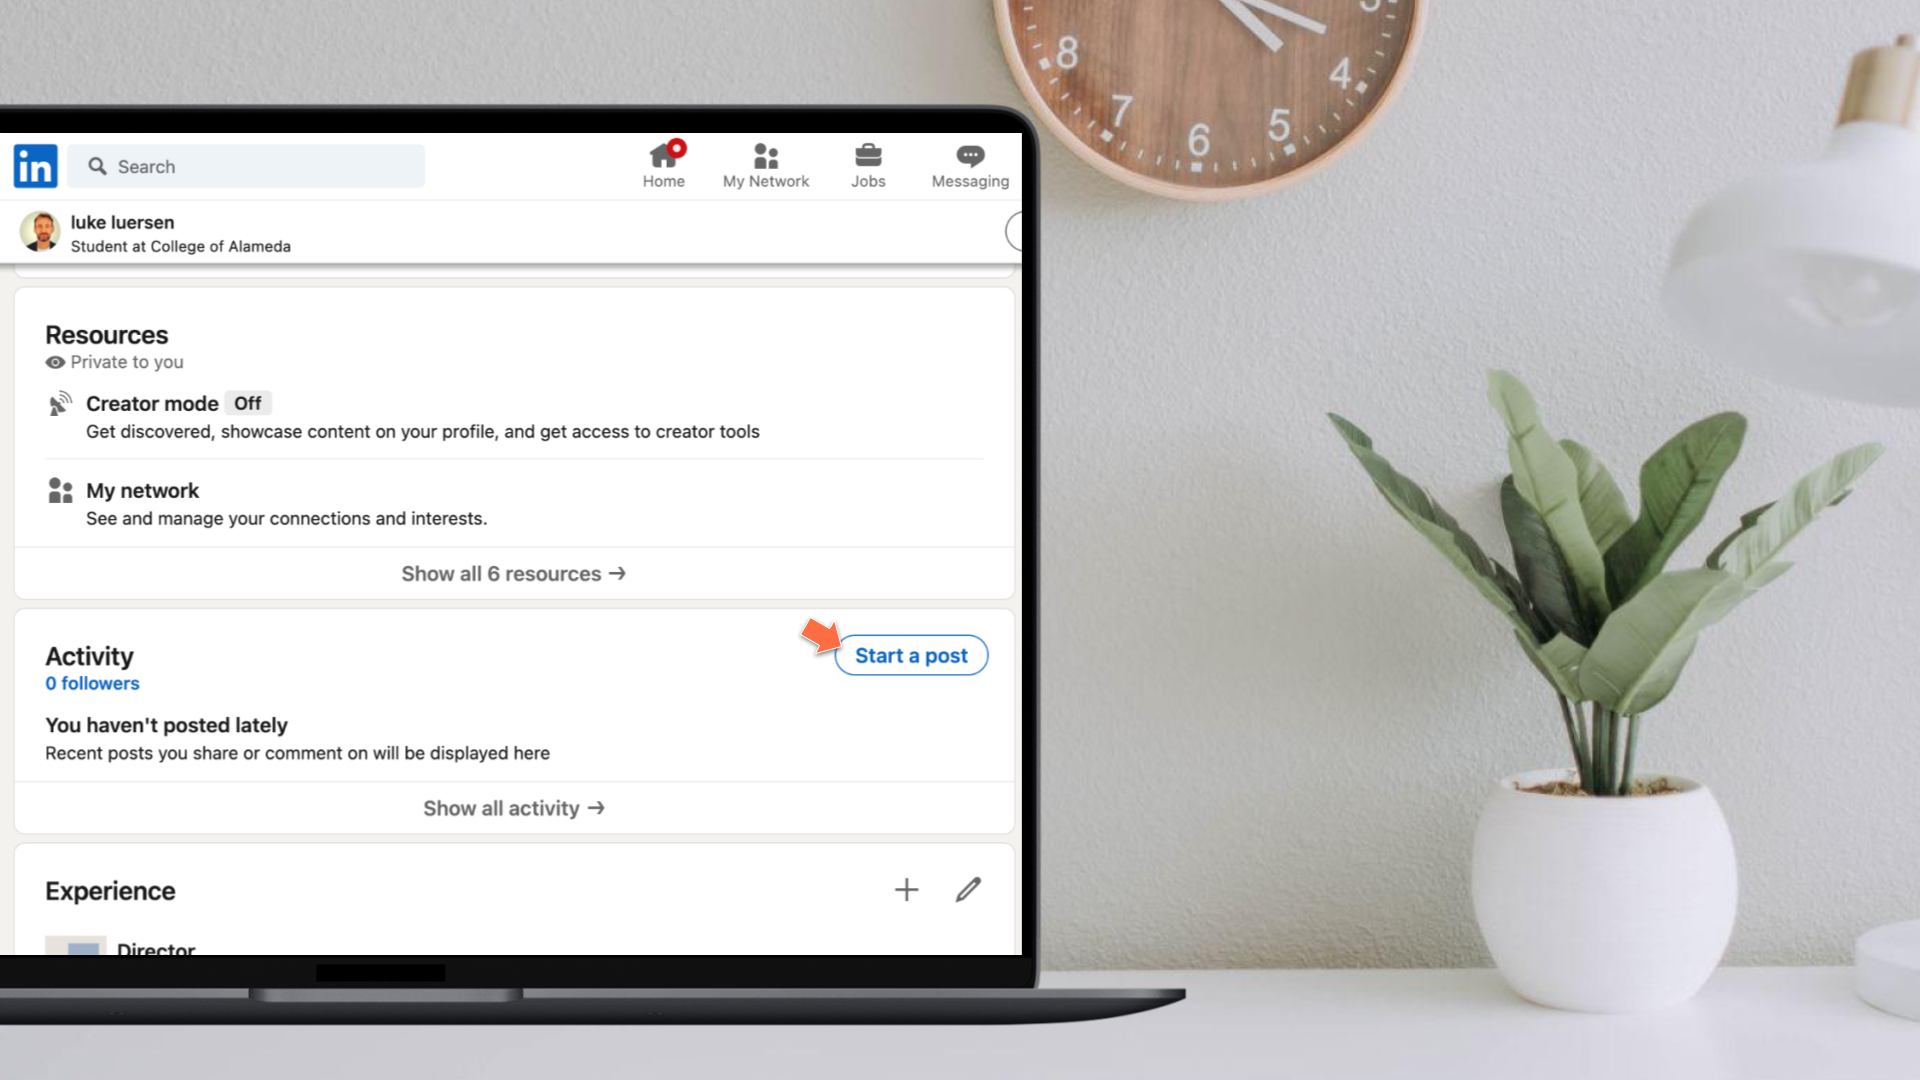 8
7
6
5
4
in
Search
Home
My Network
Jobs
Messaging
luke luersen
Student at College of Alameda
Resources
Private to you
Creator mode Off
Get discovered, showcase content on your profile, and get access to creator tools
My network
See and manage your connections and interests.
Show all 6 resources →
Activity
Start a post
0 followers
You haven't posted lately
Recent posts you share or comment on will be displayed here
Show all activity →
Experience
Director